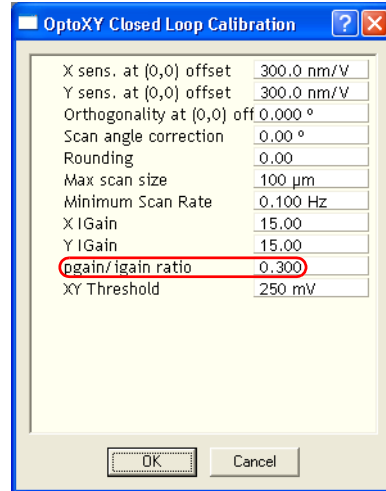 OptoXY Closed Loop Calibration
X sens. at (0,0) offset 300.0 nm/V
Y sens. at (0,0) offset 300.0 nm/V
Orthogonality at (0,0) off 0.000 º
Scan angle correction 0.00 º
Rounding 0.00
Max scan size 100 µm
Minimum Scan Rate 0.100 Hz
X IGain 15.00
Y IGain 15.00
pgain/igain ratio 0.300
XY Threshold 250 mV
OK Cancel